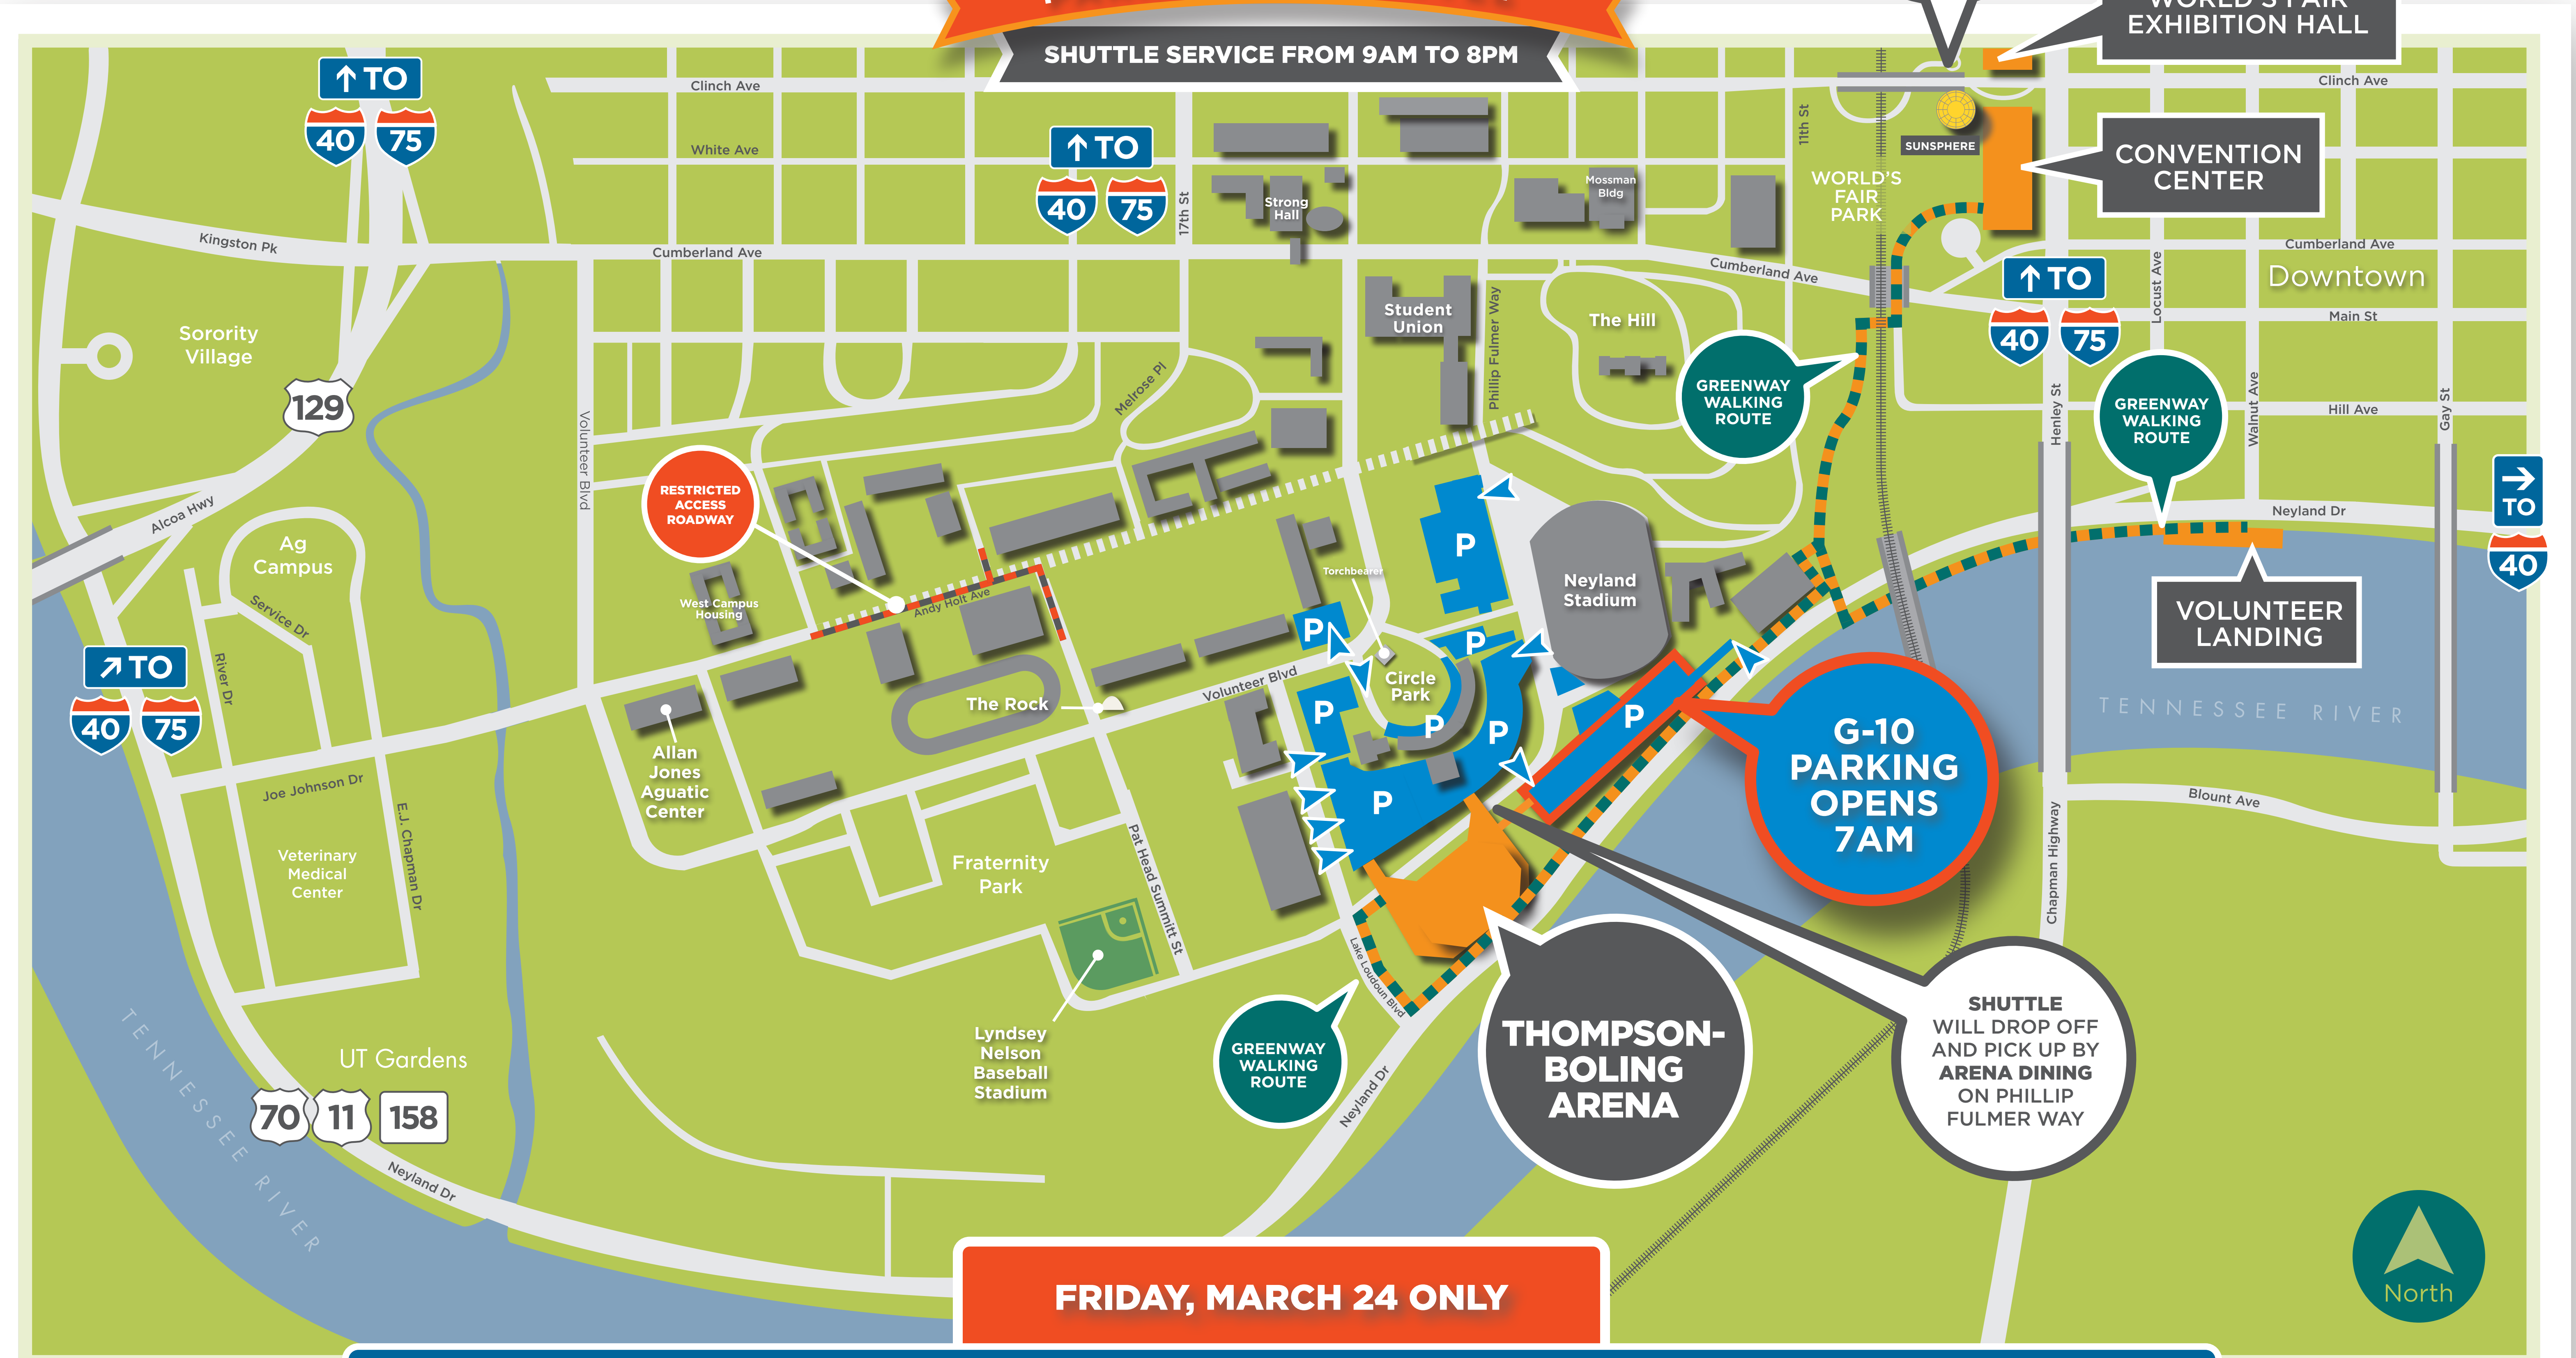 SHUTTLE SERVICE FROM 9AM TO 8PM
EXHIBITION HALL
↑ TO
40 75
Clinch Ave
Clinch Ave
11th St
White Ave
↑ TO
40 75
17th St
Strong
Hall
Mossman
Bldg
SUNSPHERE
WORLD'S
FAIR
PARK
CONVENTION
CENTER
Kingston Pk
Cumberland Ave
Cumberland Ave
Cumberland Ave
Locust Ave
Downtown
↑ TO
40 75
Main St
Sorority
Village
129
Student
Union
Phillip Fulmer Way
The Hill
GREENWAY
WALKING
ROUTE
GREENWAY
WALKING
ROUTE
Henley St
Walnut Ave
Hill Ave
Gay St
Melrose Pl
Volunteer Blvd
RESTRICTED
ACCESS
ROADWAY
Alcoa Hwy
Ag
Campus
Service Dr
River Dr
West Campus
Housing
Andy Holt Ave
Torchbearer
P
Neyland
Stadium
Neyland Dr
→
TO
40
VOLUNTEER
LANDING
TENNESSEE RIVER
↗ TO
40 75
P
P
Circle
Park
P
P
P
P
P
Volunteer Blvd
The Rock
Allan
Jones
Aquatic
Center
Joe Johnson Dr
E.J. Chapman Dr
Veterinary
Medical
Center
Fraternity
Park
Pat Head Summitt St
G-10
PARKING
OPENS
7AM
Blount Ave
Chapman Highway
Lake Loudoun Blvd
Lyndsey
Nelson
Baseball
Stadium
GREENWAY
WALKING
ROUTE
THOMPSON-
BOLING
ARENA
SHUTTLE
WILL DROP OFF
AND PICK UP BY
ARENA DINING
ON PHILLIP
FULMER WAY
Neyland Dr
UT Gardens
70 11 158
TENNESSEE RIVER
Neyland Dr
FRIDAY, MARCH 24 ONLY
North